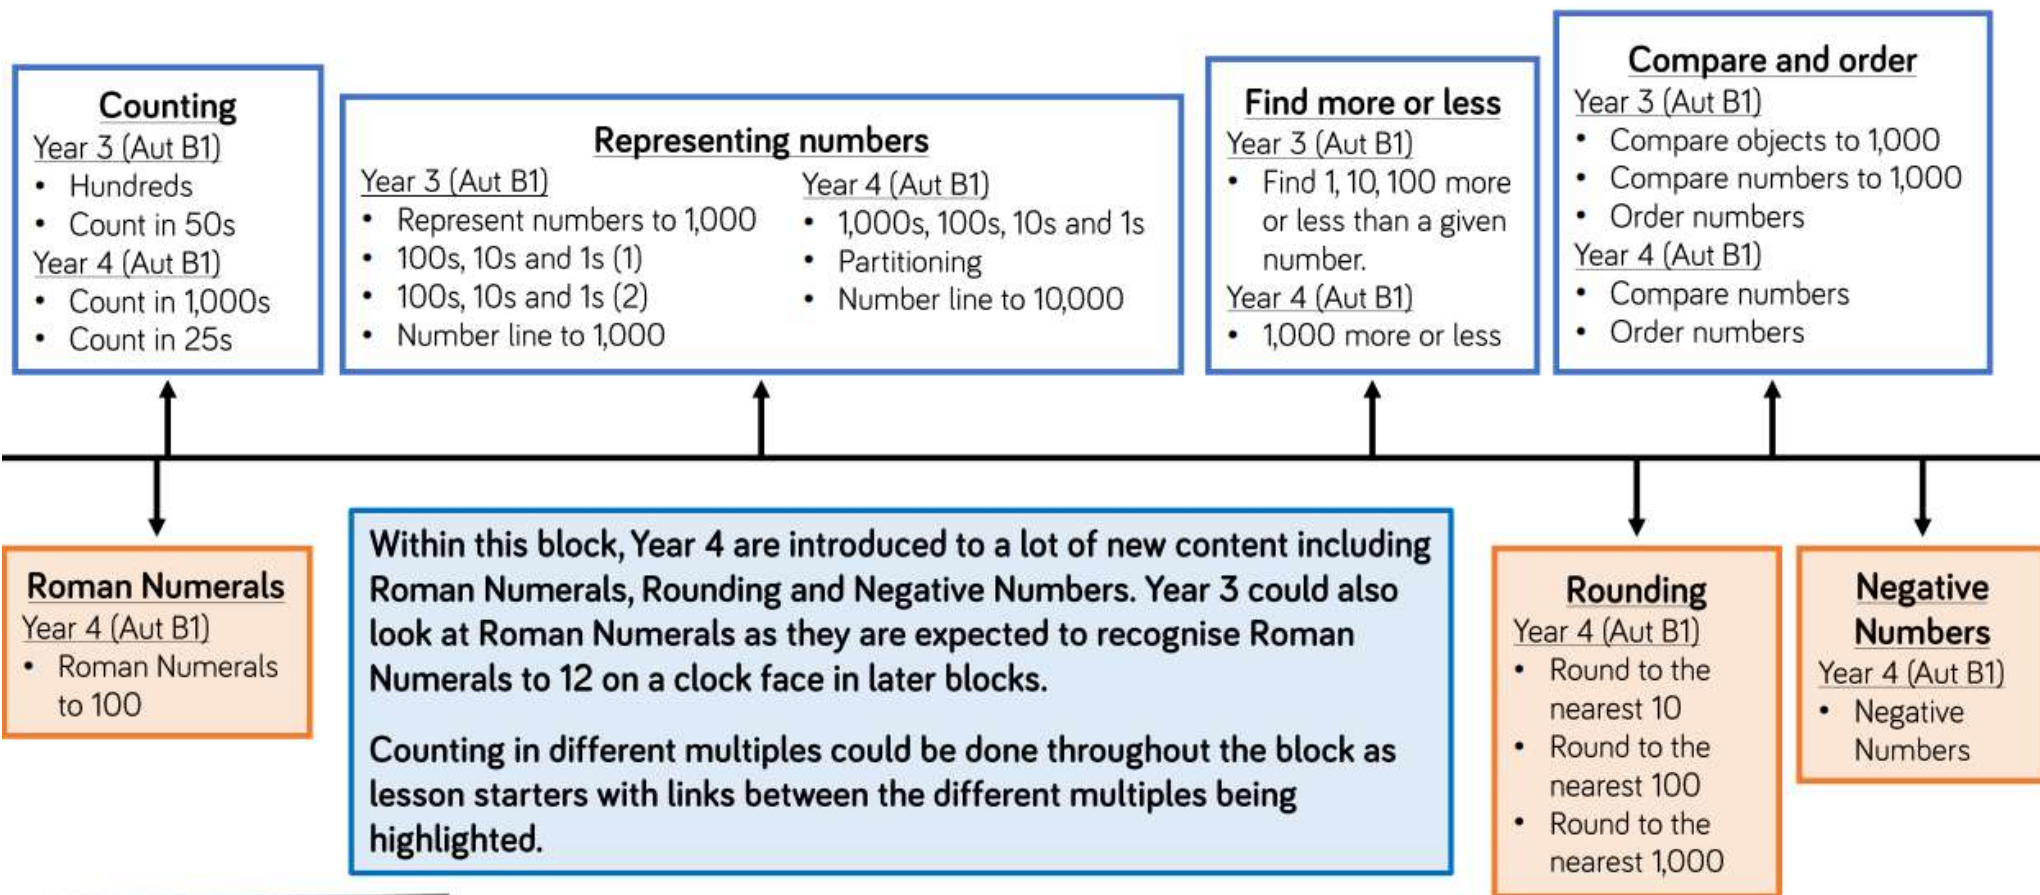 Counting
Year 3 (Aut B1)
• Hundreds
• Count in 50s
Year 4 (Aut B1)
• Count in 1,000s
• Count in 25s
Representing numbers
Year 3 (Aut B1)
• Represent numbers to 1,000
• 100s, 10s and 1s (1)
• 100s, 10s and 1s (2)
• Number line to 1,000
Year 4 (Aut B1)
• 1,000s, 100s, 10s and 1s
• Partitioning
• Number line to 10,000
Find more or less
Year 3 (Aut B1)
• Find 1, 10, 100 more
or less than a given
number.
Year 4 (Aut B1)
• 1,000 more or less
Compare and order
Year 3 (Aut B1)
• Compare objects to 1,000
• Compare numbers to 1,000
• Order numbers
Year 4 (Aut B1)
• Compare numbers
• Order numbers
Roman Numerals
Year 4 (Aut B1)
• Roman Numerals
to 100
Within this block, Year 4 are introduced to a lot of new content including
Roman Numerals, Rounding and Negative Numbers. Year 3 could also
look at Roman Numerals as they are expected to recognise Roman
Numerals to 12 on a clock face in later blocks.
Counting in different multiples could be done throughout the block as
lesson starters with links between the different multiples being
highlighted.
Rounding
Year 4 (Aut B1)
• Round to the
nearest 10
• Round to the
nearest 100
• Round to the
nearest 1,000
Negative
Numbers
Year 4 (Aut B1)
• Negative
Numbers